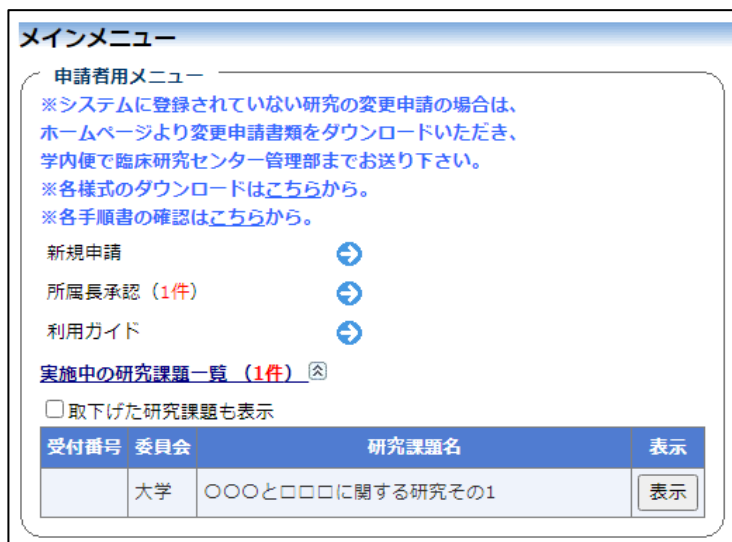 メインメニュー
申請者用メニュー
※システムに登録されていない研究の変更申請の場合は、
ホームページより変更申請書類をダウンロードいただき、
学内便で臨床研究センター管理部までお送り下さい。
※各様式のダウンロードはこちらから。
※各手順書の確認はこちらから。
新規申請
所属長承認（1件）
利用ガイド
実施中の研究課題一覧 （1件）
取下げた研究課題も表示
受付番号 委員会 研究課題名 表示
大学 〇〇〇と□□□に関する研究その1 表示